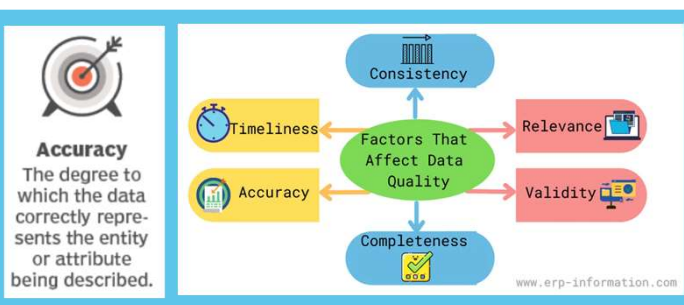 Accuracy
The degree to
which the data
correctly repre-
sents the entity
or attribute
being described.
Consistency
Timeliness
Relevance
Factors That
Affect Data
Quality
Accuracy
Validity
Completeness
www.erp-information.com